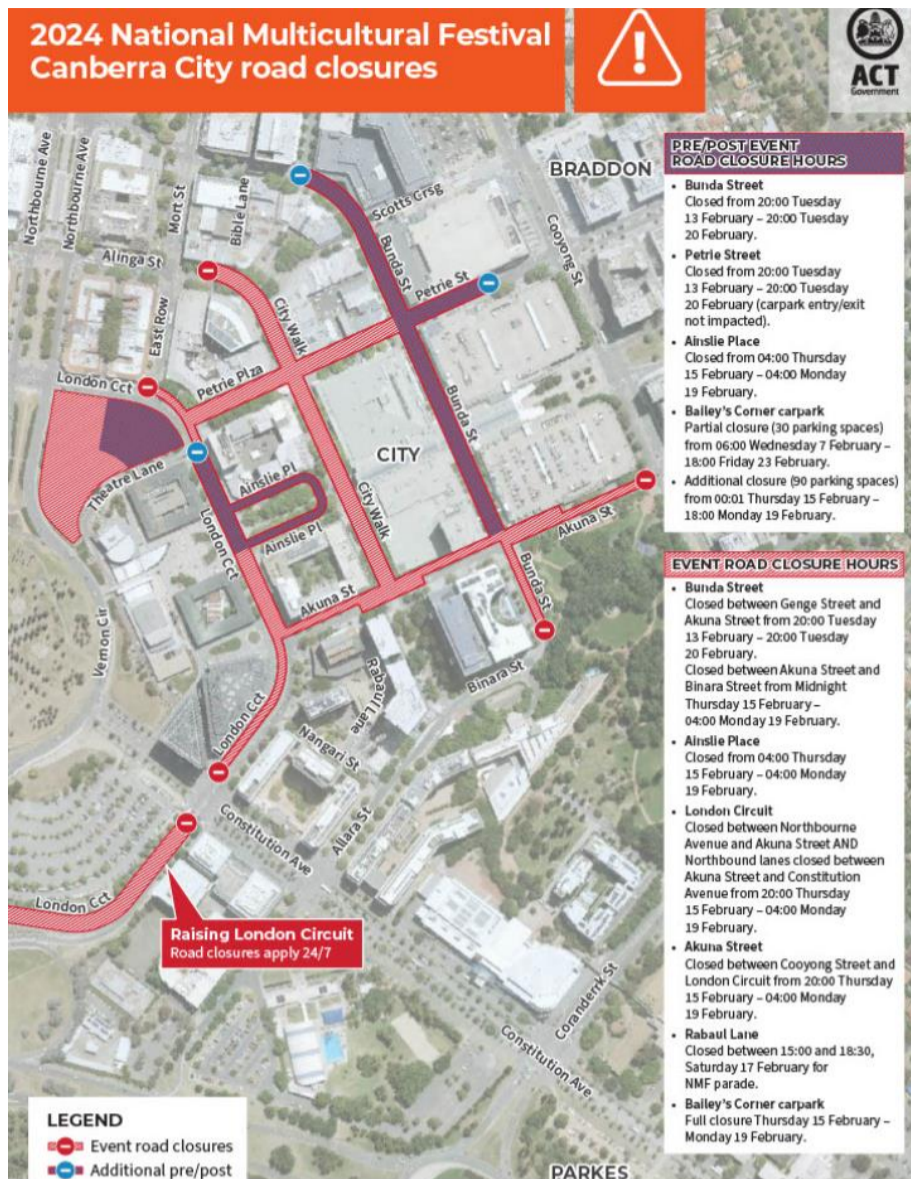 2024 National Multicultural Festival
Canberra City road closures
ACT
Government
Northbourne Ave
Northbourne Ave
Mort St
Bible Lane
Alinga St
East Row
London Cct
Theatre Lane
Petrie Plza
City Walk
Scotts Crsg
Bunda St
Petrie St
Cooyong St
BRADDON
Bunda St
CITY
Ainslie Pl
Ainslie Pl
City Walk
London Cct
Akuna St
Akuna St
Bunda St
Vernon Cir
Binara St
Rabaul Lane
London Cct
Nangari St
Allara St
Constitution Ave
London Cct
Raising London Circuit
Road closures apply 24/7
Coranderrk St
Constitution Ave
PARKES
LEGEND
Event road closures
Additional pre/post
PRE/POST EVENT
ROAD CLOSURE HOURS
• Bunda Street
Closed from 20:00 Tuesday
13 February – 20:00 Tuesday
20 February.
• Petrie Street
Closed from 20:00 Tuesday
13 February – 20:00 Tuesday
20 February (carpark entry/exit
not impacted).
• Ainslie Place
Closed from 04:00 Thursday
15 February – 04:00 Monday
19 February.
• Bailey's Corner carpark
Partial closure (30 parking spaces)
from 06:00 Wednesday 7 February –
18:00 Friday 23 February.
• Additional closure (90 parking spaces)
from 00:01 Thursday 15 February –
18:00 Monday 19 February.
EVENT ROAD CLOSURE HOURS
• Bunda Street
Closed between Genge Street and
Akuna Street from 20:00 Tuesday
13 February – 20:00 Tuesday
20 February.
Closed between Akuna Street and
Binara Street from Midnight
Thursday 15 February –
04:00 Monday 19 February.
• Ainslie Place
Closed from 04:00 Thursday
15 February – 04:00 Monday
19 February.
• London Circuit
Closed between Northbourne
Avenue and Akuna Street AND
Northbound lanes closed between
Akuna Street and Constitution
Avenue from 20:00 Thursday
15 February – 04:00 Monday
19 February.
• Akuna Street
Closed between Cooyong Street and
London Circuit from 20:00 Thursday
15 February – 04:00 Monday
19 February.
• Rabaul Lane
Closed between 15:00 and 18:30,
Saturday 17 February for
NMF parade.
• Bailey's Corner carpark
Full closure Thursday 15 February –
Monday 19 February.